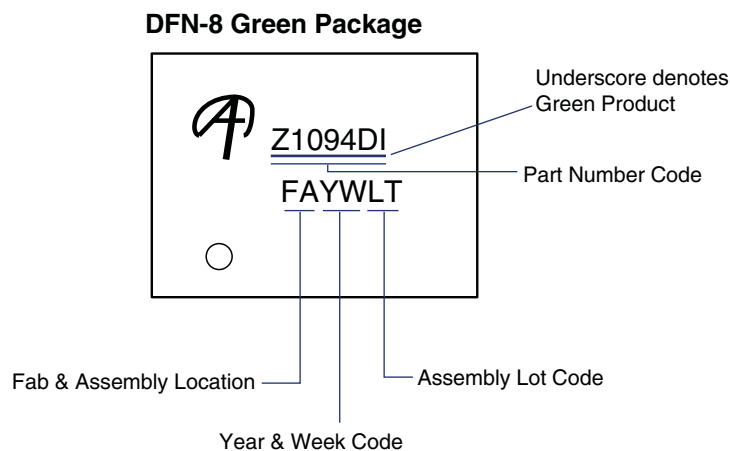 DFN-8 Green Package
Underscore denotes
Green Product
Z1094DI
Part Number Code
FAYWLT
Fab & Assembly Location
Assembly Lot Code
Year & Week Code